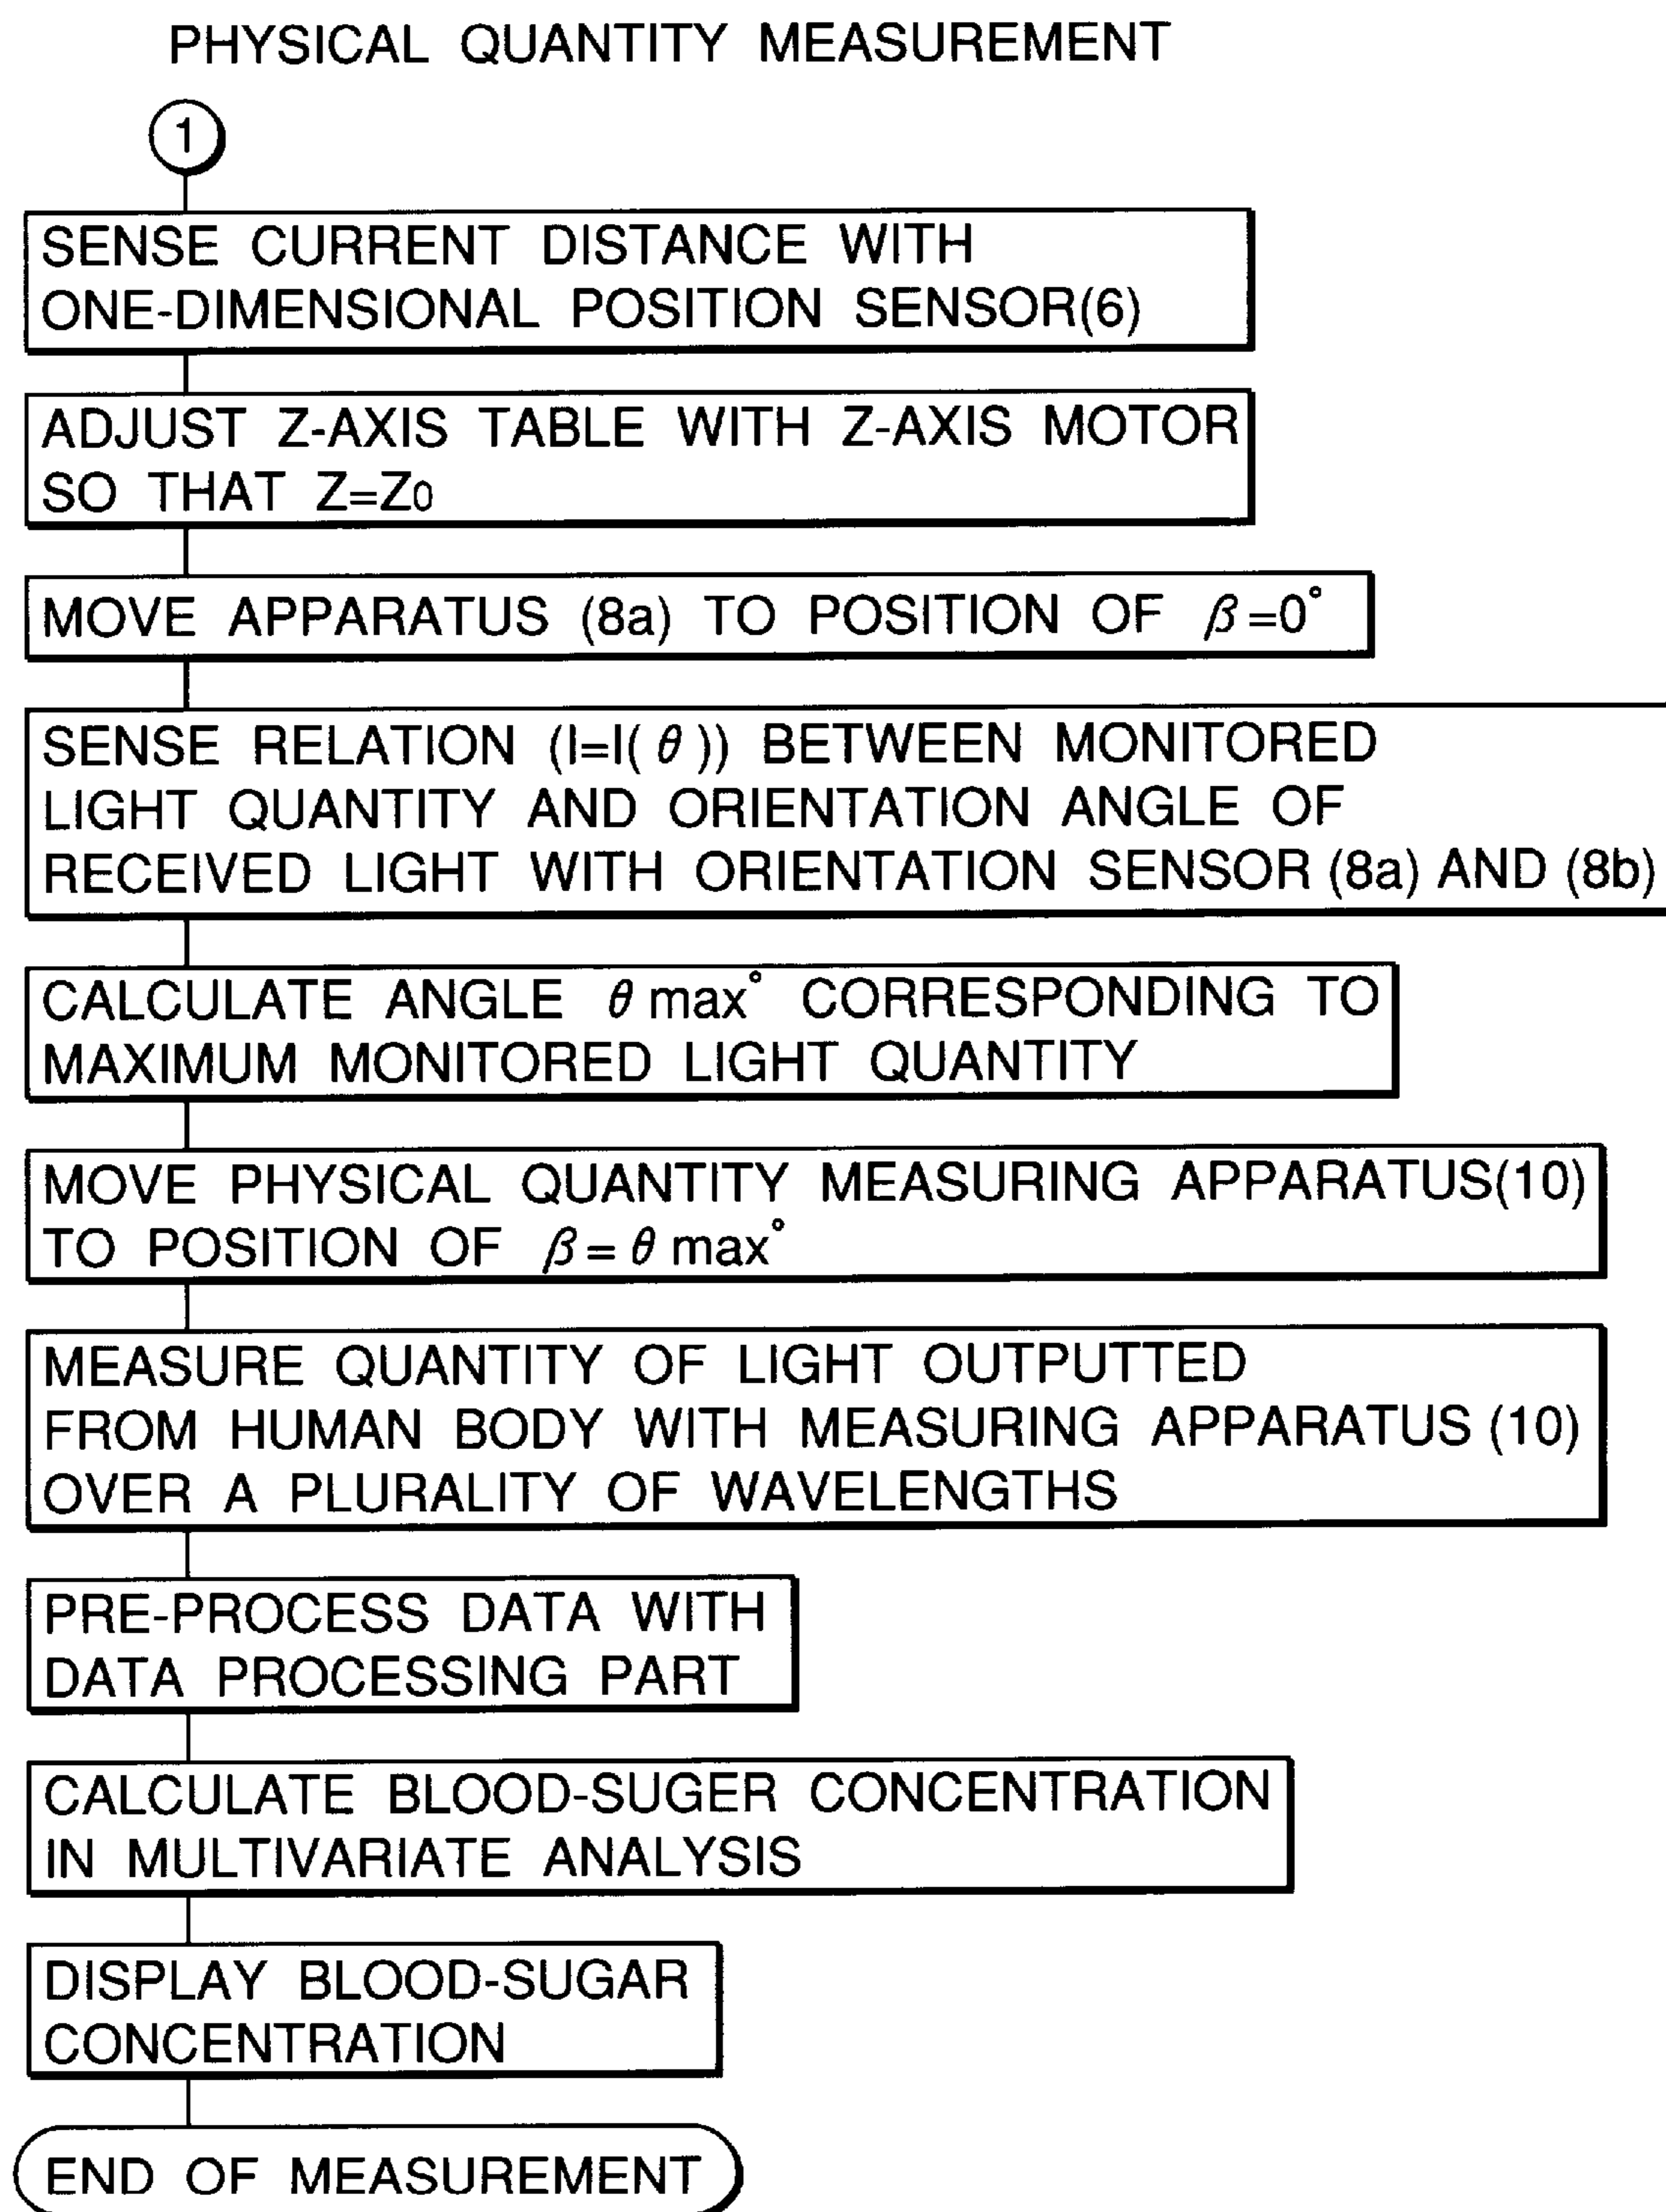 PHYSICAL QUANTITY MEASUREMENT
1
SENSE CURRENT DISTANCE WITH
ONE-DIMENSIONAL POSITION SENSOR(6)
ADJUST Z-AXIS TABLE WITH Z-AXIS MOTOR
SO THAT Z=Z0
MOVE APPARATUS (8a) TO POSITION OF β=0°
SENSE RELATION (I=I(θ)) BETWEEN MONITORED
LIGHT QUANTITY AND ORIENTATION ANGLE OF
RECEIVED LIGHT WITH ORIENTATION SENSOR (8a) AND (8b)
CALCULATE ANGLE θ max° CORRESPONDING TO
MAXIMUM MONITORED LIGHT QUANTITY
MOVE PHYSICAL QUANTITY MEASURING APPARATUS(10)
TO POSITION OF β = θ max°
MEASURE QUANTITY OF LIGHT OUTPUTTED
FROM HUMAN BODY WITH MEASURING APPARATUS (10)
OVER A PLURALITY OF WAVELENGTHS
PRE-PROCESS DATA WITH
DATA PROCESSING PART
CALCULATE BLOOD-SUGER CONCENTRATION
IN MULTIVARIATE ANALYSIS
DISPLAY BLOOD-SUGAR
CONCENTRATION
END OF MEASUREMENT